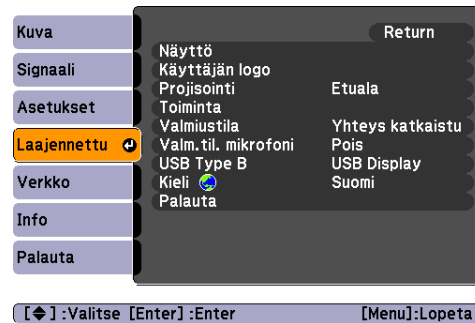 Kuva
Signaali
Asetukset
Laajennettu
Verkko
Info
Palauta
Return
Näyttö
Käyttäjän logo
Projisointi Etuala
Toiminta
Valmiustila Yhteys katkaistu
Valm.til. mikrofoni Pois
USB Type B USB Display
Kieli Suomi
Palauta
[◆] :Valitse [Enter] :Enter [Menu]:Lopeta